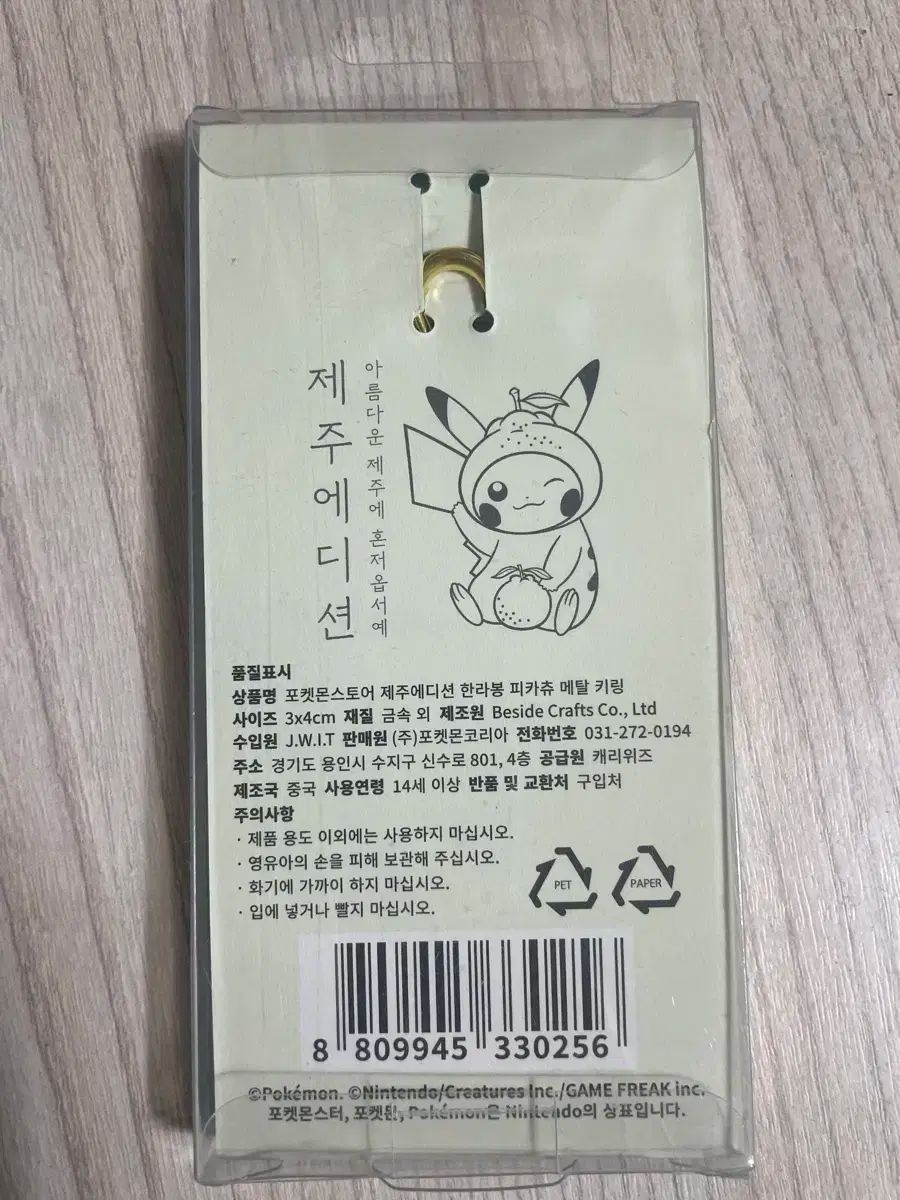 제주에디션
아름다운 제주에 혼저옵서예
품질표시
상품명 포켓몬스토어 제주에디션 한라봉 피카츄 메탈 키링
사이즈 3x4cm 재질 금속 외 제조원 Beside Crafts Co., Ltd
수입원 J.W.I.T 판매원 (주)포켓몬코리아 전화번호 031-272-0194
주소 경기도 용인시 수지구 신수로 801, 4층 공급원 캐리위즈
제조국 중국 사용연령 14세 이상 반품 및 교환처 구입처
주의사항
· 제품 용도 이외에는 사용하지 마십시오.
· 영유아의 손을 피해 보관해 주십시오.
· 화기에 가까이 하지 마십시오.
· 입에 넣거나 빨지 마십시오.
PET
PAPER
8 809945 330256
©Pokémon. ©Nintendo/Creatures Inc./GAME FREAK inc.
포켓몬스터, 포켓몬, Pokémon은 Nintendo의 상표입니다.